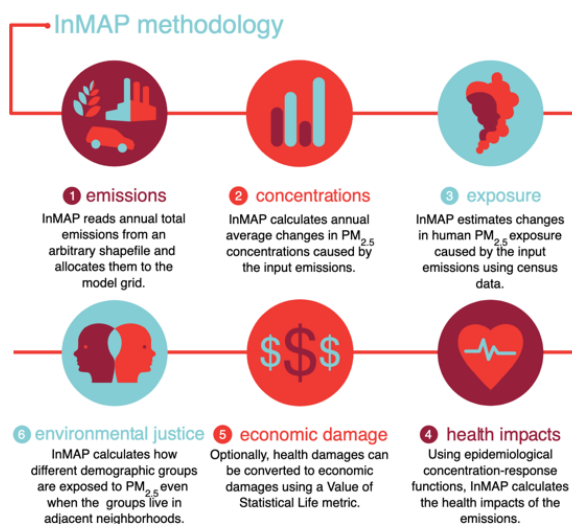 InMAP methodology
1 emissions
InMAP reads annual total
emissions from an
arbitrary shapefile and
allocates them to the
model grid.
2 concentrations
InMAP calculates annual
average changes in PM2.5
concentrations caused by
the input emissions.
3 exposure
InMAP estimates changes
in human PM2.5 exposure
caused by the input
emissions using census
data.
$$$
6 environmental justice
InMAP calculates how
different demographic groups
are exposed to PM2.5 even
when the groups live in
adjacent neighborhoods.
5 economic damage
Optionally, health damages can
be converted to economic
damages using a Value of
Statistical Life metric.
4 health impacts
Using epidemiological
concentration-response
functions, InMAP calculates
the health impacts of the
emissions.